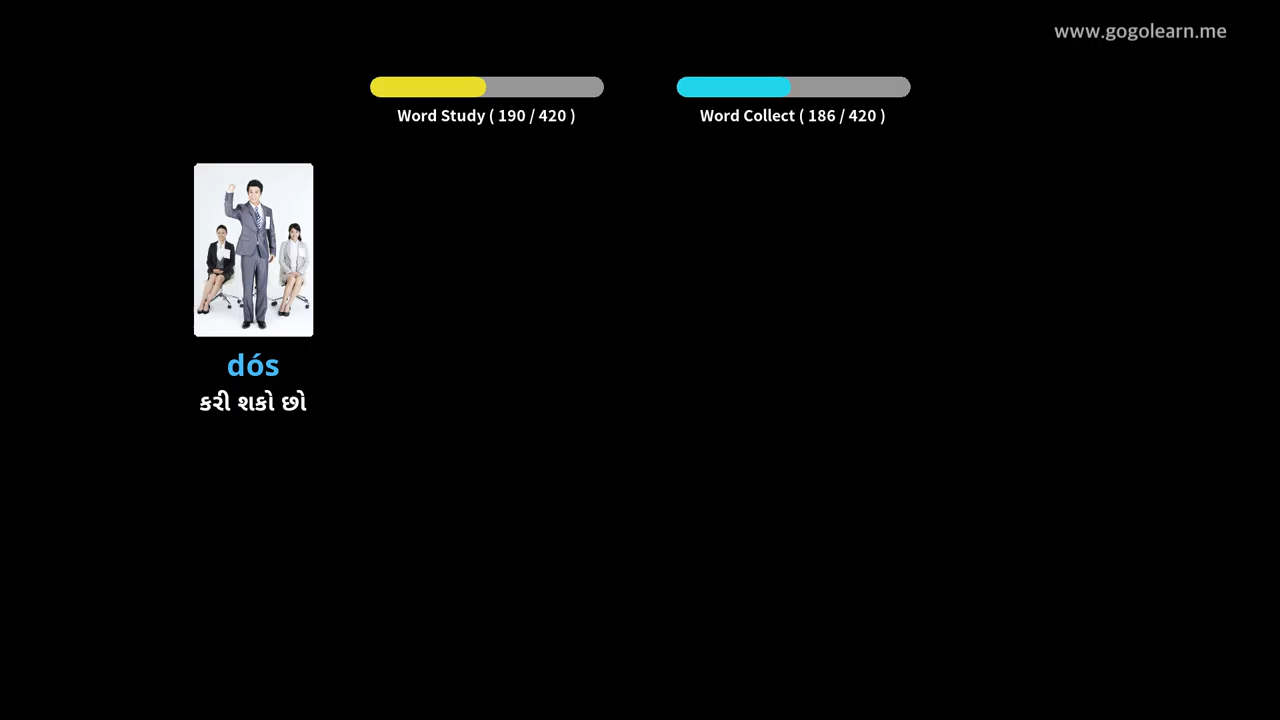 www.gogolearn.me
Word Study ( 190 / 420 )
Word Collect ( 186 / 420 )
dós
કરી શકો છો